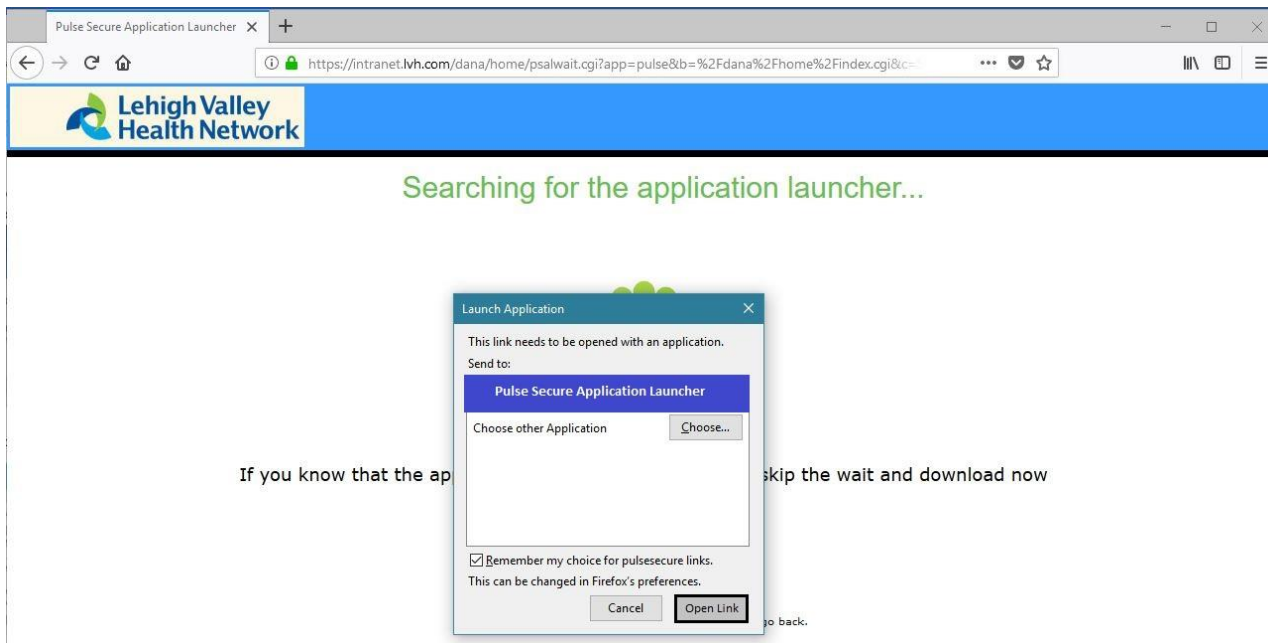 Pulse Secure Application Launcher
https://intranet.lvh.com/dana/home/psalwait.cgi?app=pulse&b=%2Fdana%2Fhome%2Findex.cgi&c=
Lehigh Valley
Health Network
Searching for the application launcher...
Launch Application
This link needs to be opened with an application.
Send to:
Pulse Secure Application Launcher
Choose other Application Choose...
If you know that the ap skip the wait and download now
Remember my choice for pulsesecure links.
This can be changed in Firefox's preferences.
Cancel Open Link
go back.